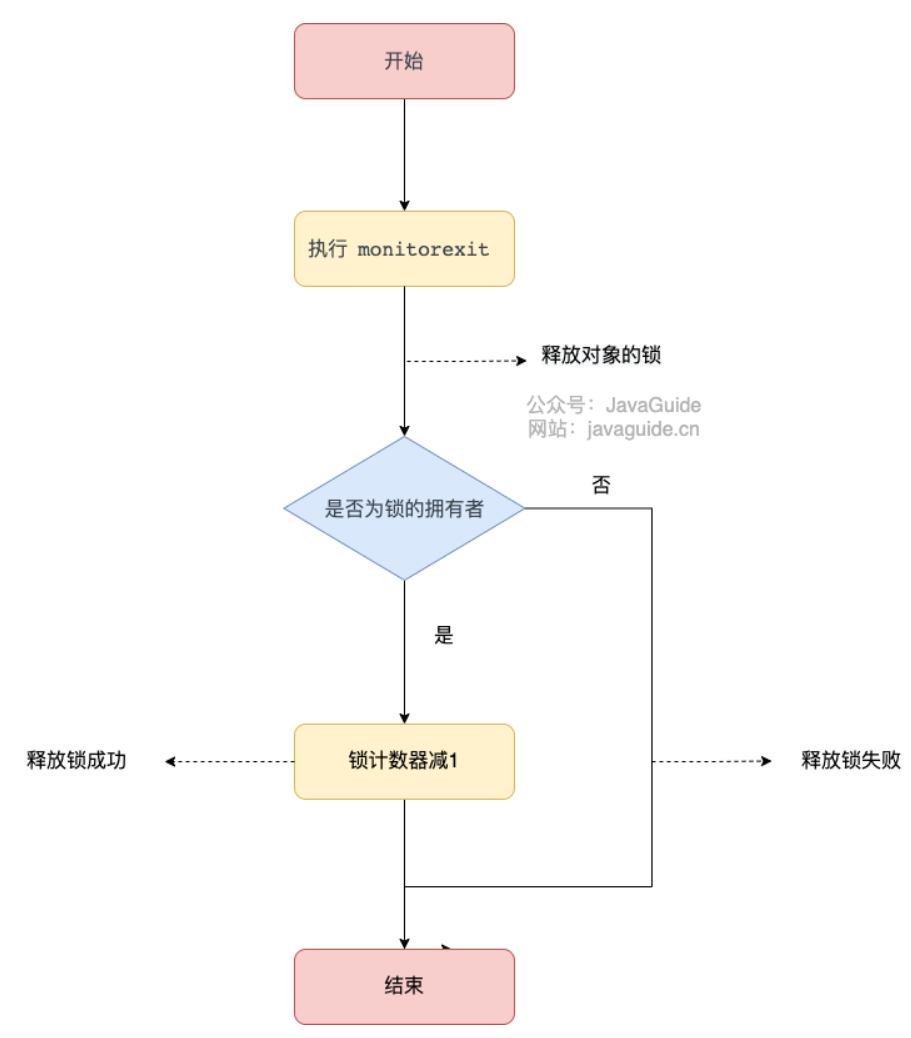 开始
执行 monitorexit
释放对象的锁
公众号：JavaGuide
网站：javaguide.cn
否
是否为锁的拥有者
是
释放锁成功
锁计数器减1
释放锁失败
结束